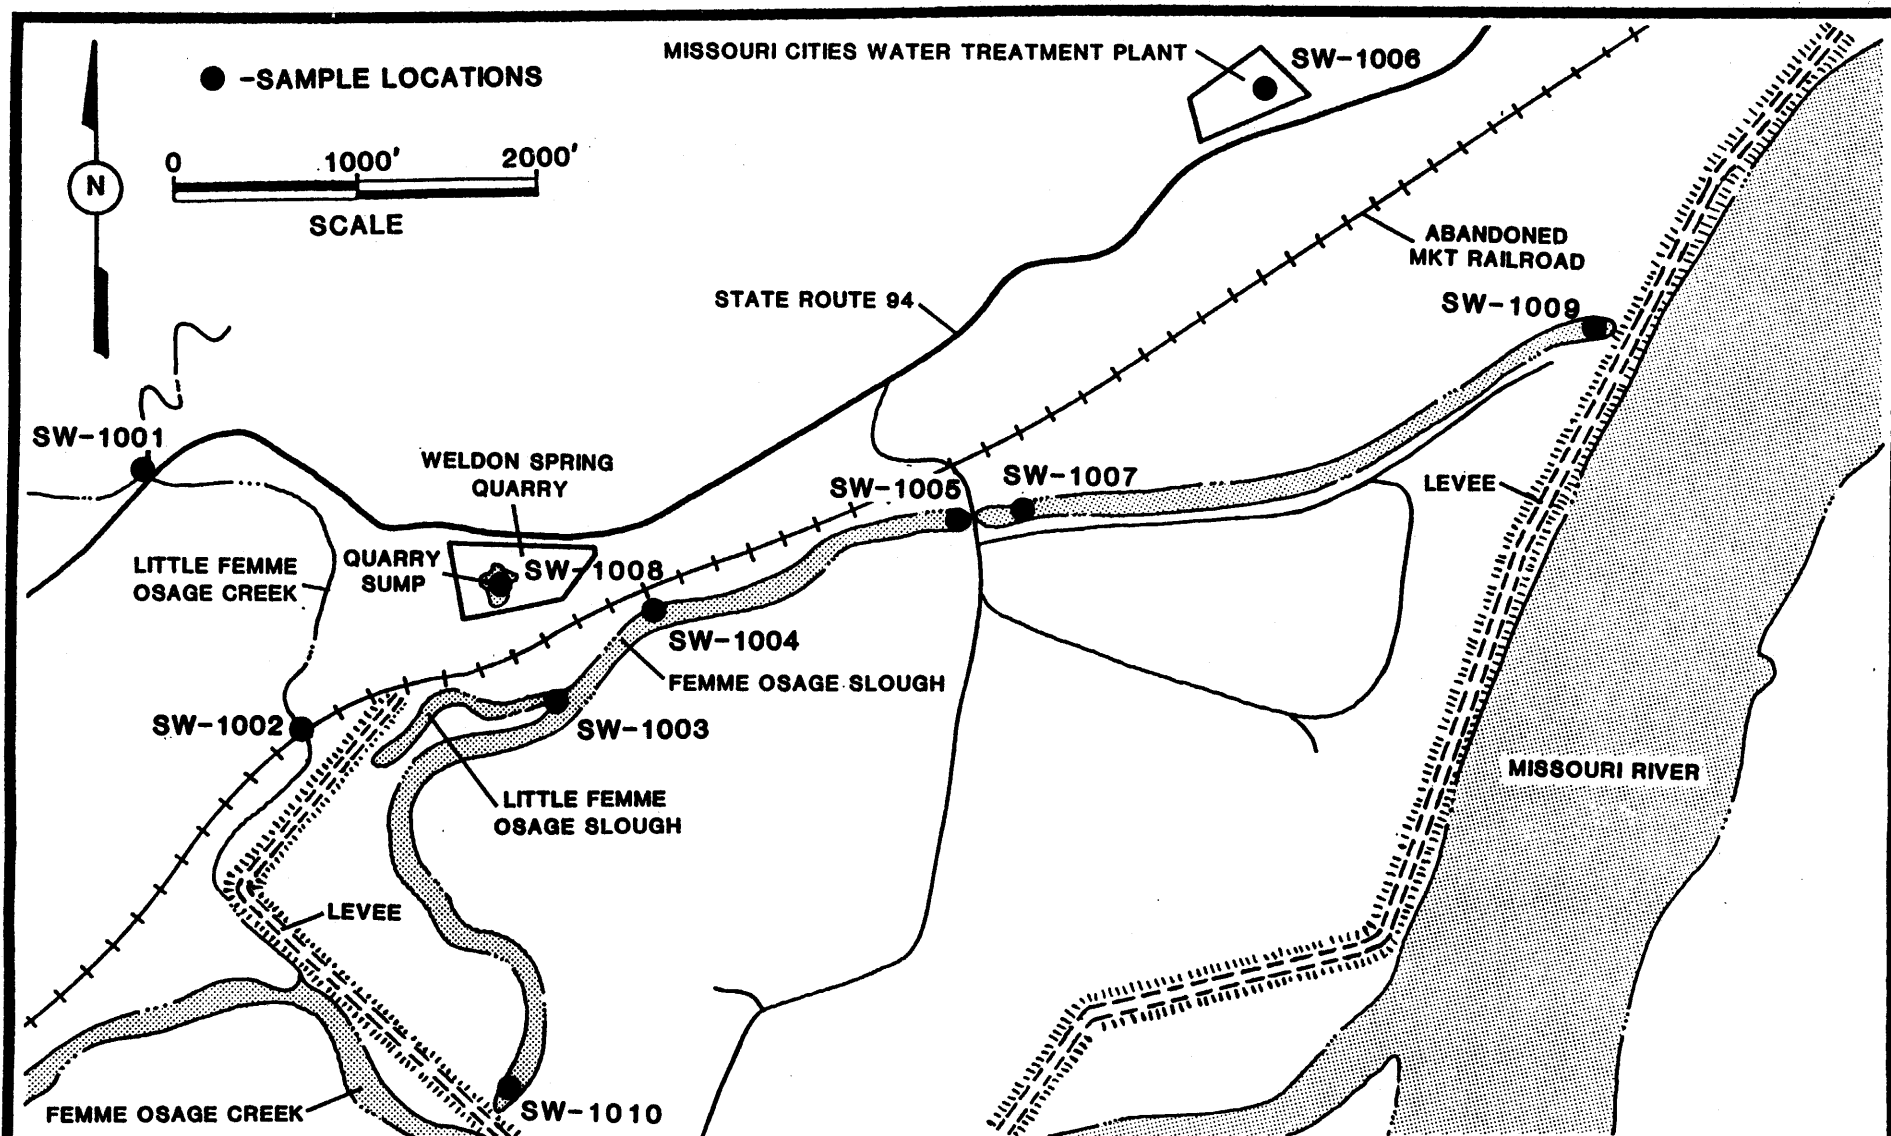 MISSOURI CITIES WATER TREATMENT PLANT
SW-1006
-SAMPLE LOCATIONS
0 1000' 2000'
N
SCALE
ABANDONED
MKT RAILROAD
STATE ROUTE 94
SW-1009
SW-1001
WELDON SPRING
QUARRY
SW-1005
SW-1007
LEVEE
LITTLE FEMME
OSAGE CREEK
QUARRY
SUMP
SW-1008
SW-1004
FEMME OSAGE SLOUGH
SW-1002
SW-1003
MISSOURI RIVER
LITTLE FEMME
OSAGE SLOUGH
LEVEE
FEMME OSAGE CREEK
SW-1010